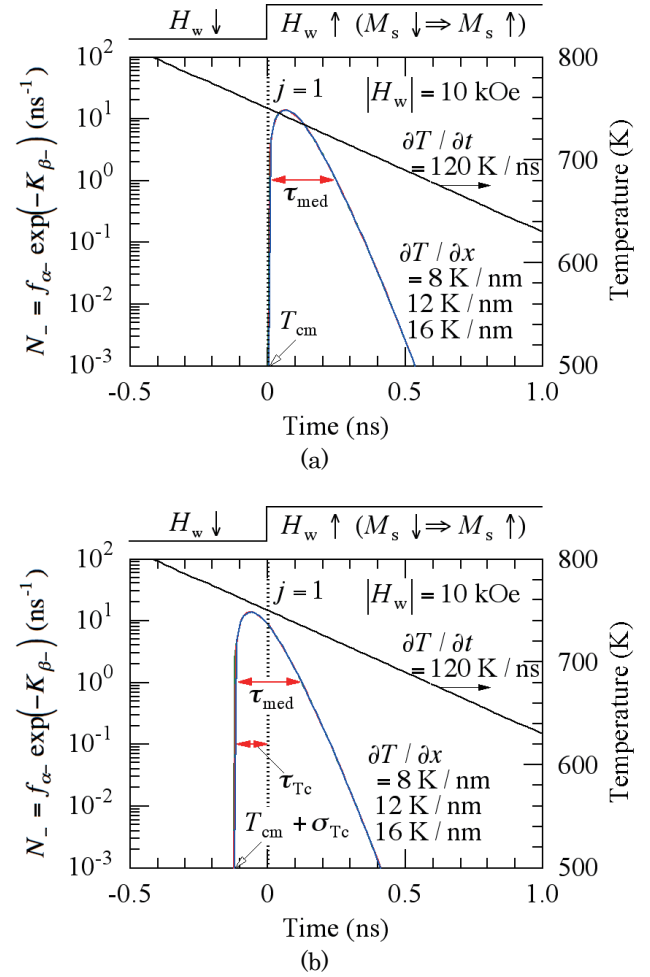 H_w ↓ H_w ↑ (M_s ↓ ⇒ M_s ↑)
10^2 850
j = 1 |H_w| = 10 kOe
10^1 800
∂T / ∂t
= 120 K / ns
750
10^0
τ_med
700
10^-1
∂T / ∂x
= 8 K / nm
12 K / nm
16 K / nm
650
600
10^-2
T_cm
550
10^-3 500
N_- = f_α- exp(-K_β-) (ns^-1)
Temperature (K)
-0.5 0 0.5 1.0
Time (ns)
(a)
H_w ↓ H_w ↑ (M_s ↓ ⇒ M_s ↑)
10^2 800
j = 1 |H_w| = 10 kOe
10^1
∂T / ∂t
= 120 K / ns
700
10^0
τ_med
10^-1
τ_Tc
∂T / ∂x
= 8 K / nm
12 K / nm
16 K / nm
600
10^-2
T_cm + σ_Tc
10^-3 500
N_- = f_α- exp(-K_β-) (ns^-1)
Temperature (K)
-0.5 0 0.5 1.0
Time (ns)
(b)